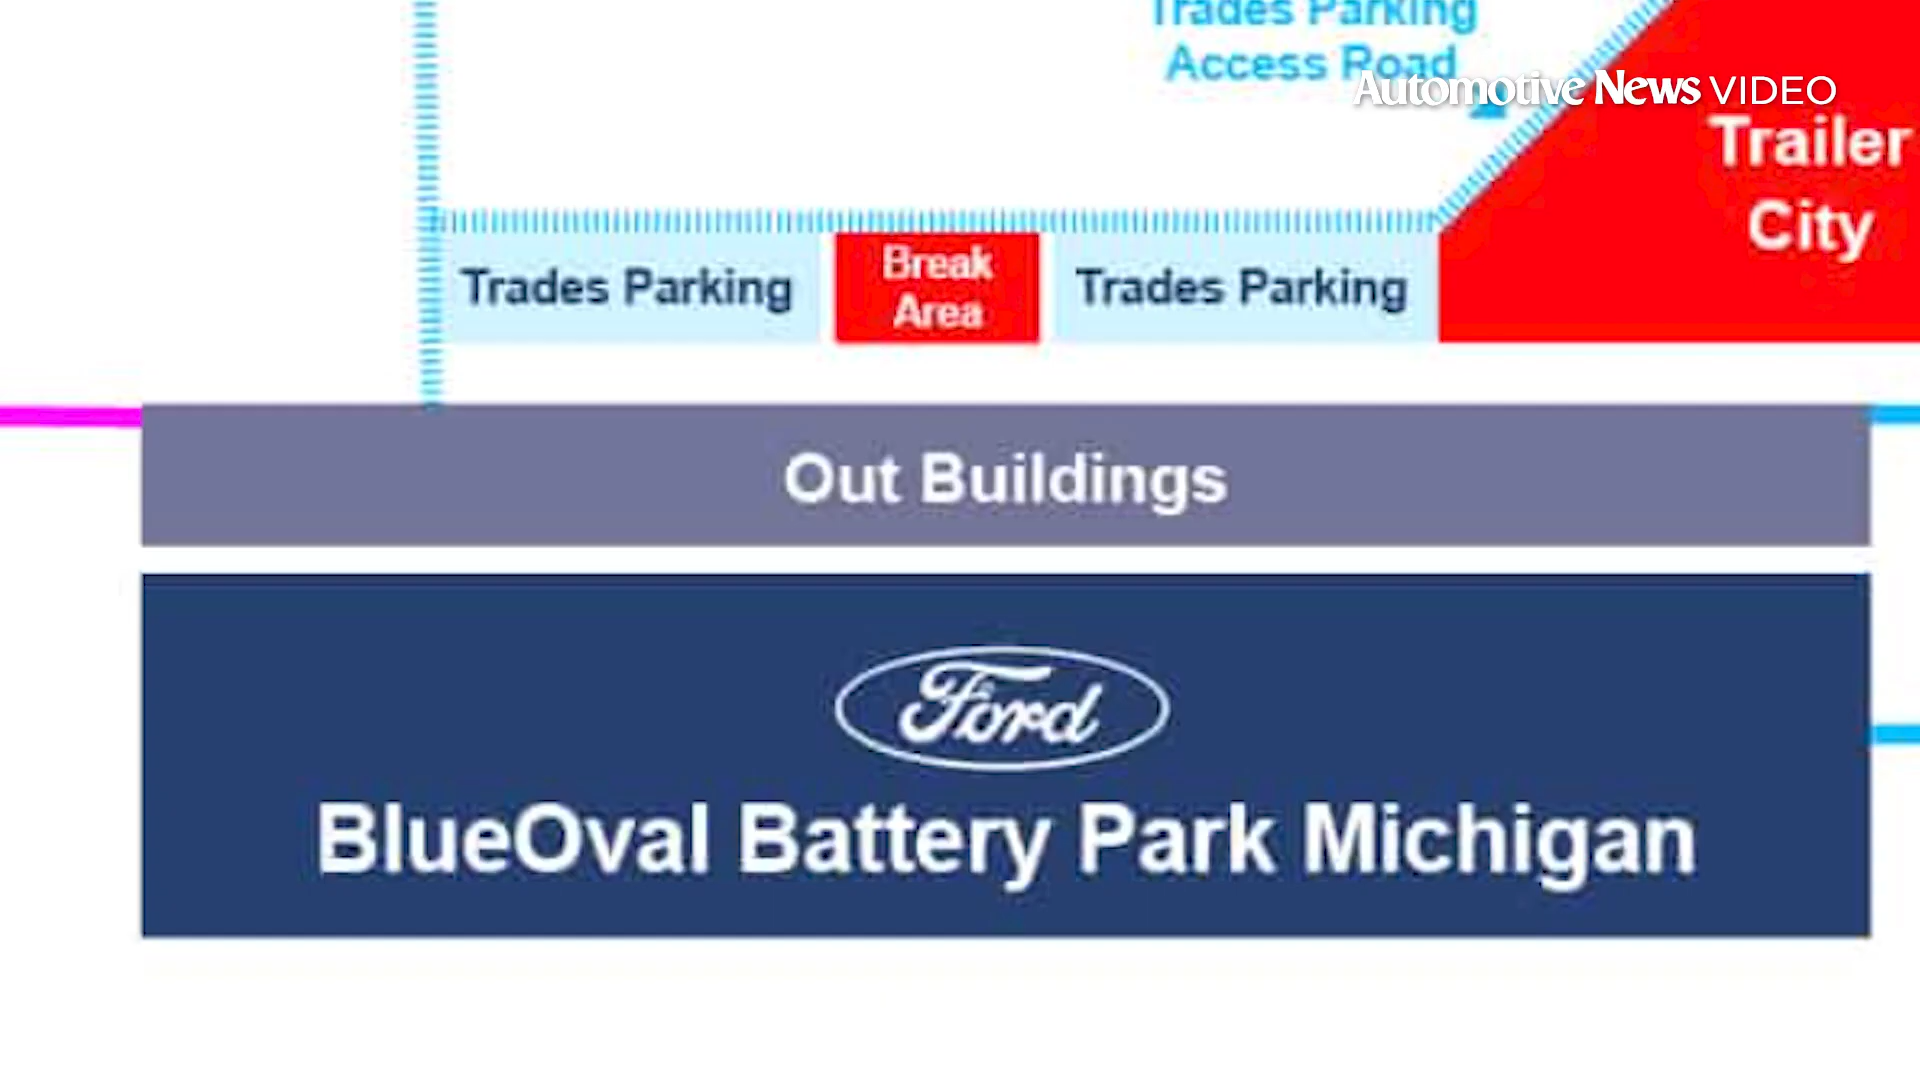 Trades Parking
Access Road
Automotive News VIDEO
Trailer
City
Trades Parking
Break
Area
Trades Parking
Out Buildings
Ford
BlueOval Battery Park Michigan